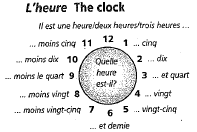 L'heure The clock
Il est une heure/deux heures/trois heures ...
... moins cinq 11 12 1 ... cinq
... moins dix 10 2 ... dix
... moins le quart 9 Quelle heure est-il? 3 ... et quart
... moins vingt 8 4 ... vingt
... moins vingt-cinq 7 6 5 ... vingt-cinq
... et demie